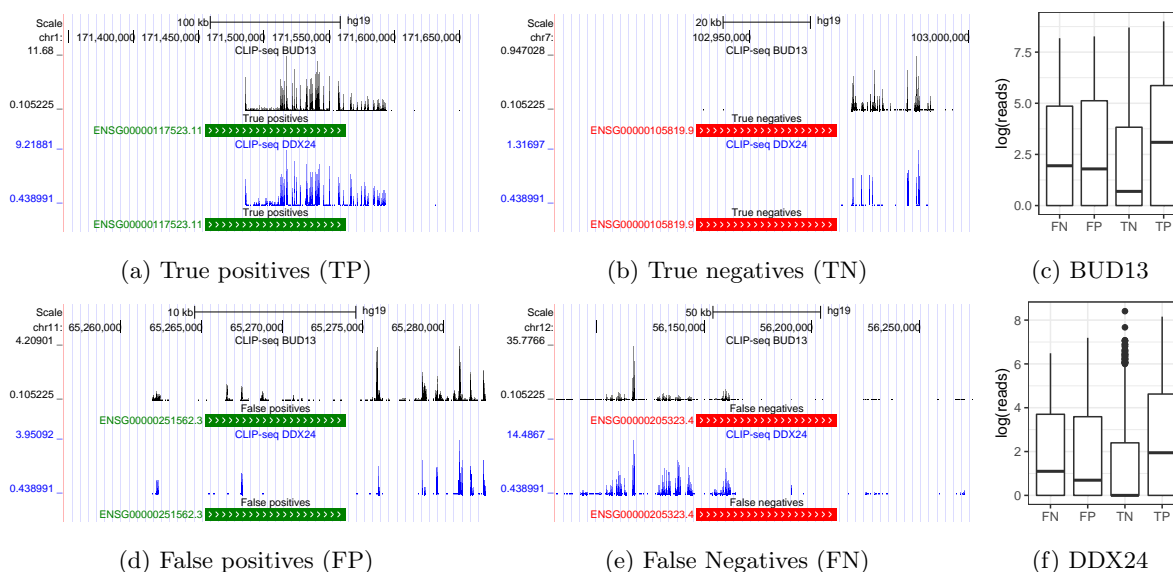 Scale 100 kb hg19
chr1: 171,400,000 171,450,000 171,500,000 171,550,000 171,600,000 171,650,000
11.68 _ CLIP-seq BUD13
0.105225 _
True positives
ENSG00000117523.11
9.21881 _ CLIP-seq DDX24
0.438991 _
True positives
ENSG00000117523.11
(a) True positives (TP)
Scale 20 kb hg19
chr7: 102,950,000 103,000,000
0.947028 _ CLIP-seq BUD13
0.105225 _
True negatives
ENSG00000105819.9
1.31697 _ CLIP-seq DDX24
0.438991 _
True negatives
ENSG00000105819.9
(b) True negatives (TN)
log(reads)
7.5
5.0
2.5
0.0
FN FP TN TP
(c) BUD13
Scale 10 kb hg19
chr11: 65,260,000 65,265,000 65,270,000 65,275,000 65,280,000
4.20901 _ CLIP-seq BUD13
0.105225 _
False positives
ENSG00000251562.3
3.95092 _ CLIP-seq DDX24
0.438991 _
False positives
ENSG00000251562.3
(d) False positives (FP)
Scale 50 kb hg19
chr12: 56,150,000 56,200,000 56,250,000
35.7766 _ CLIP-seq BUD13
0.105225 _
False negatives
ENSG00000205323.4
14.4867 _ CLIP-seq DDX24
0.438991 _
False negatives
ENSG00000205323.4
(e) False Negatives (FN)
log(reads)
8
6
4
2
0
FN FP TN TP
(f) DDX24